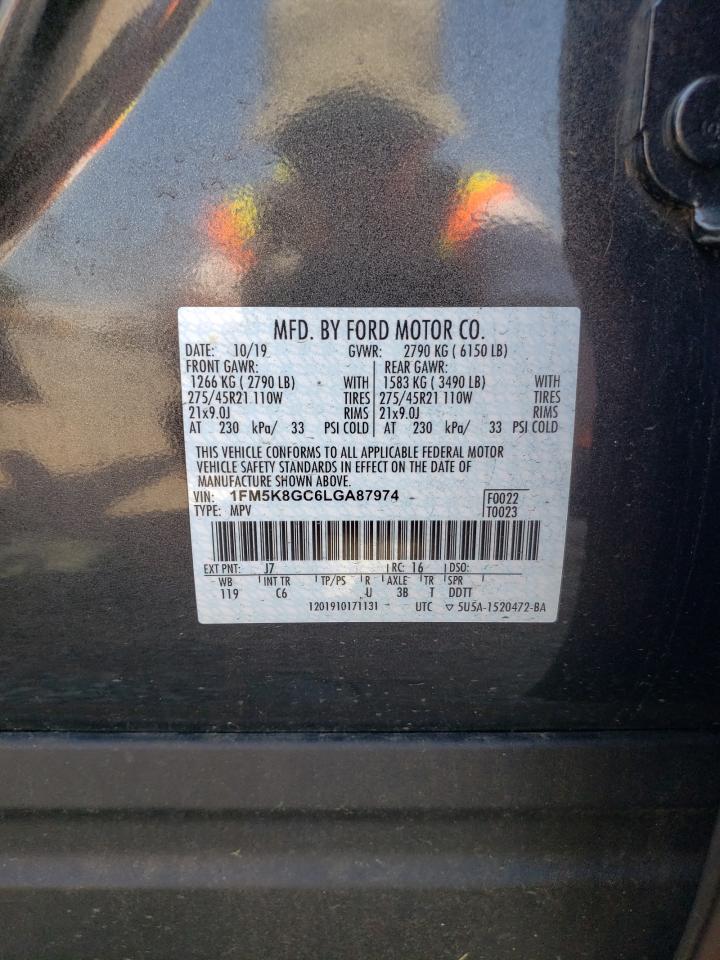 MFD. BY FORD MOTOR CO.
DATE: 10/19 GVWR: 2790 KG ( 6150 LB)
FRONT GAWR: REAR GAWR:
1266 KG ( 2790 LB) WITH 1583 KG ( 3490 LB) WITH
275/45R21 110W TIRES 275/45R21 110W TIRES
21x9.0J RIMS 21x9.0J RIMS
AT 230 kPa/ 33 PSI COLD AT 230 kPa/ 33 PSI COLD
THIS VEHICLE CONFORMS TO ALL APPLICABLE FEDERAL MOTOR
VEHICLE SAFETY STANDARDS IN EFFECT ON THE DATE OF
MANUFACTURE SHOWN ABOVE.
VIN: 1FM5K8GC6LGA87974 F0022
TYPE: MPV T0023
EXT PNT: J7 RC: 16 DSO:
WB INT TR TP/PS R AXLE TR SPR
119 C6 U 3B T DDTT
1201910171131 UTC ▽ 5U5A-1520472-BA